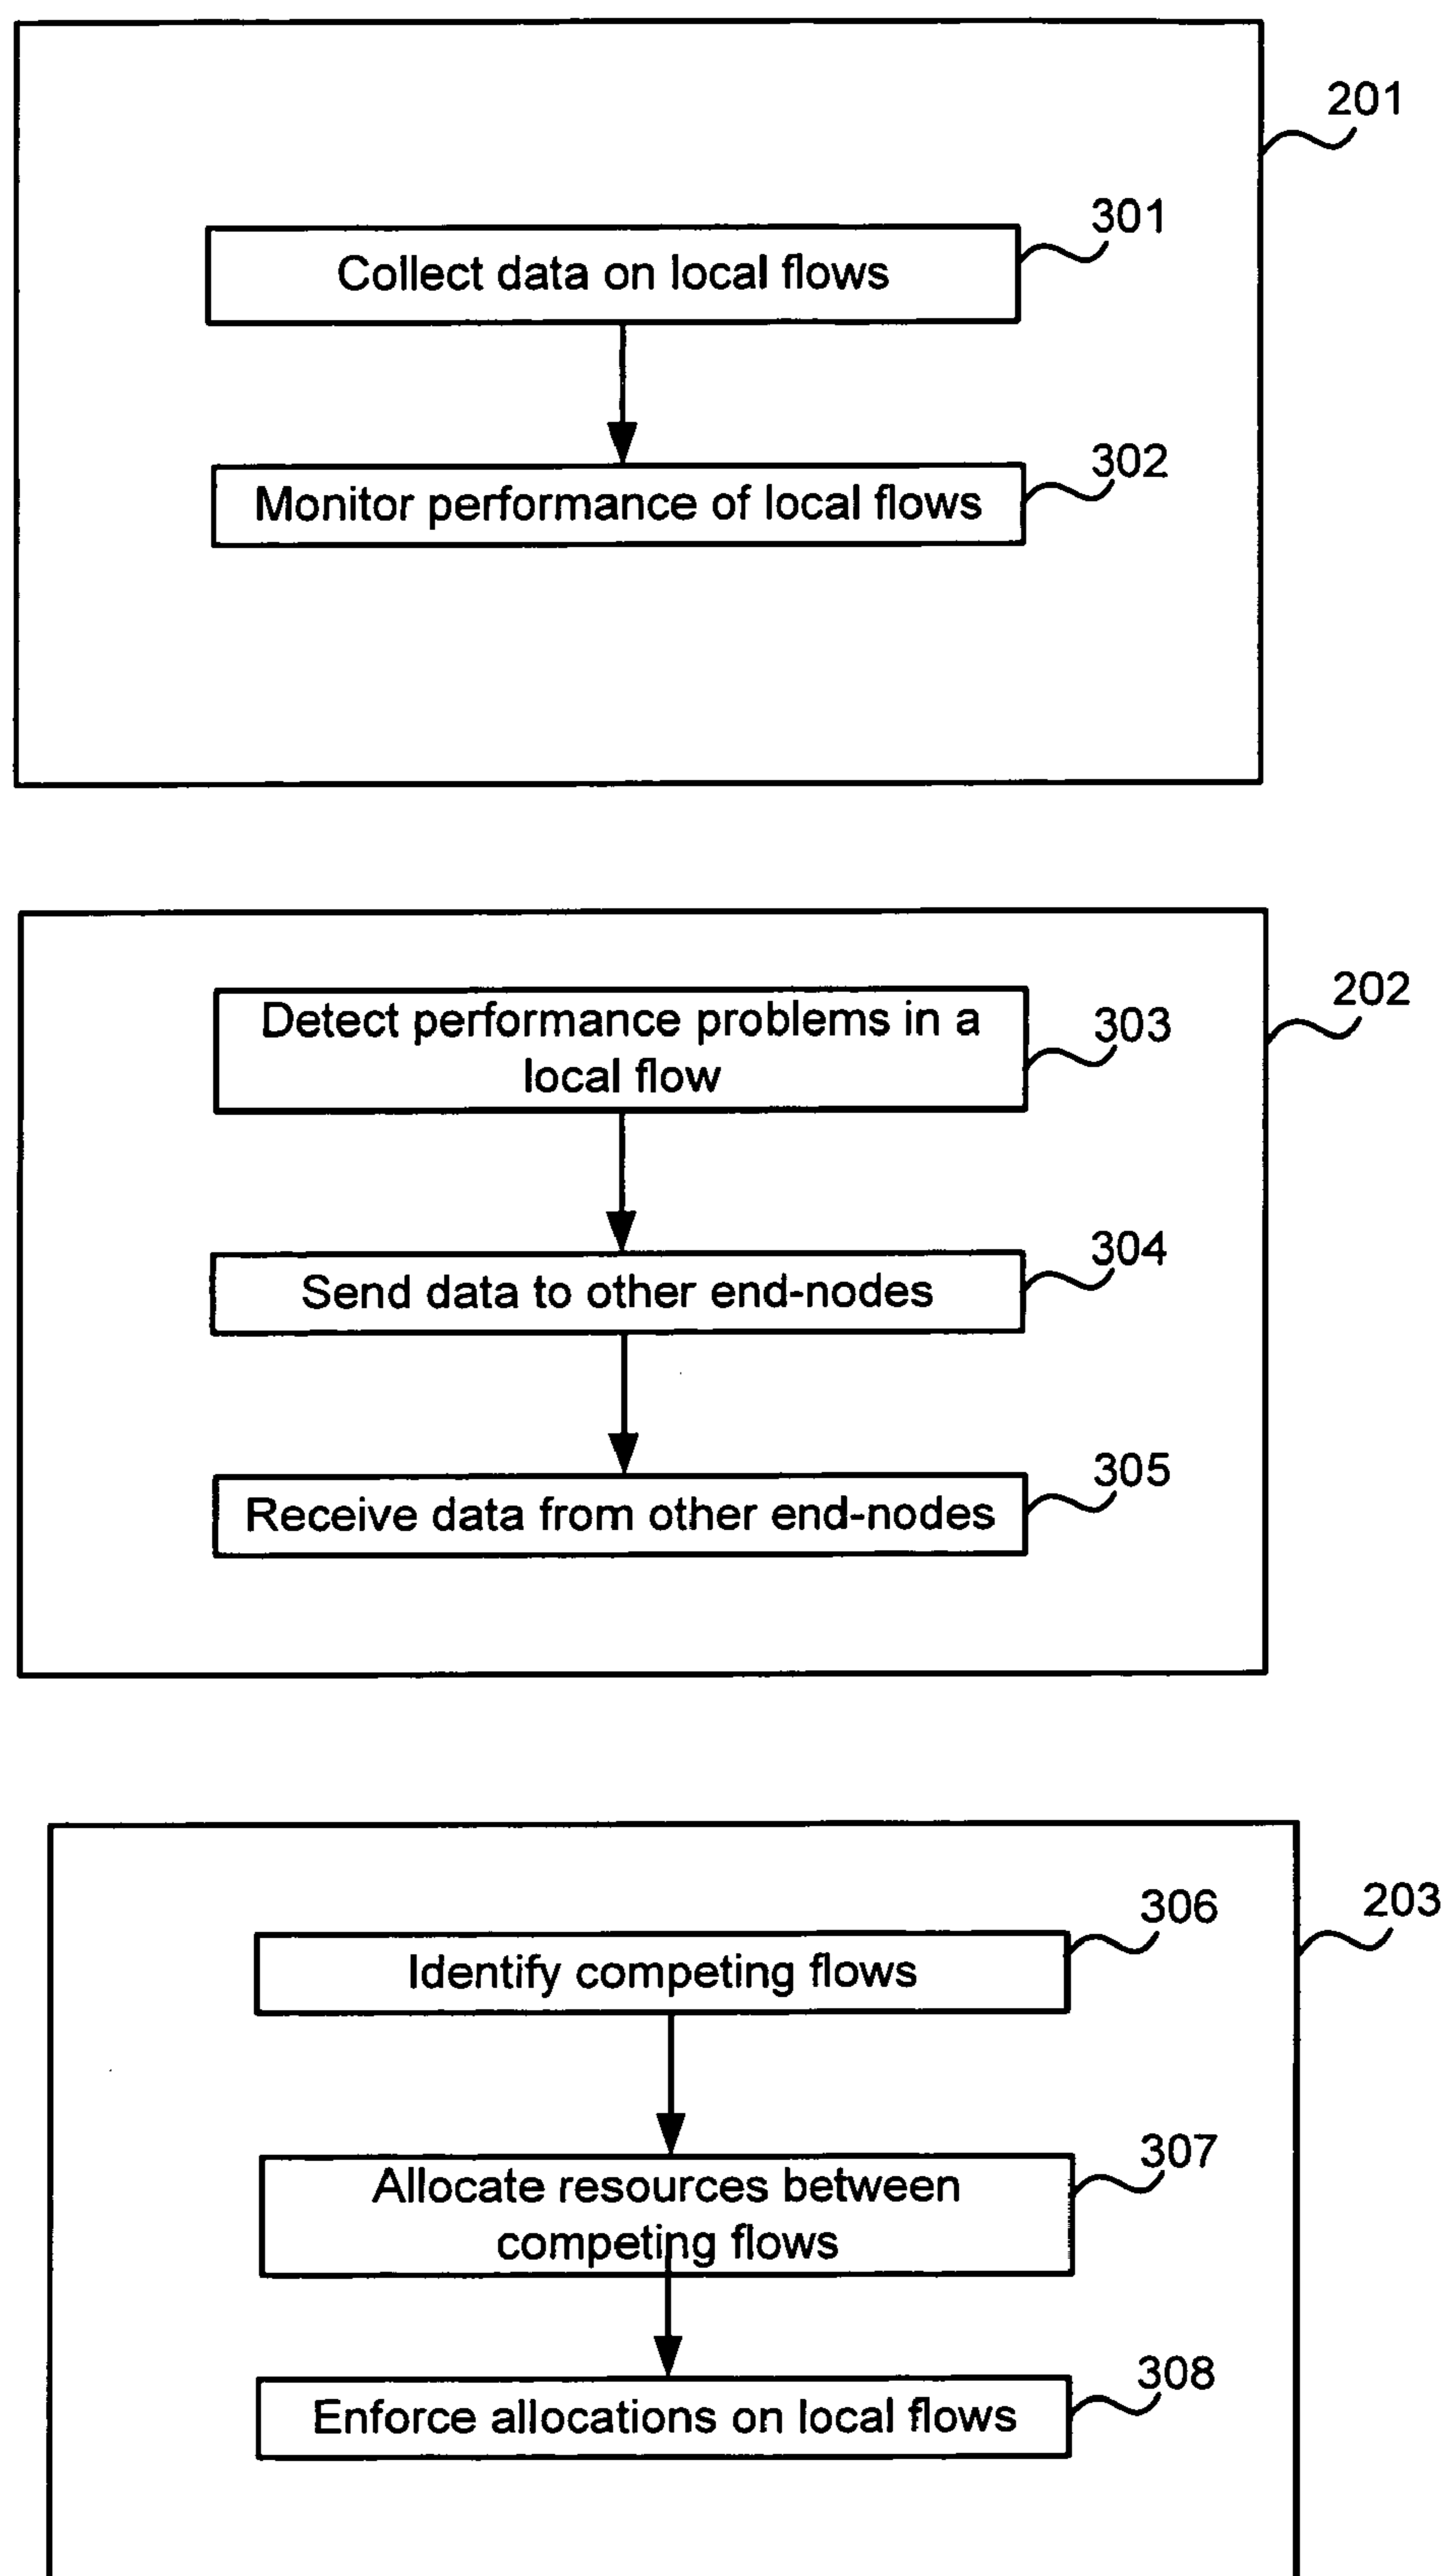 201
301
Collect data on local flows
302
Monitor performance of local flows
202
303
Detect performance problems in a
local flow
304
Send data to other end-nodes
305
Receive data from other end-nodes
203
306
Identify competing flows
307
Allocate resources between
competing flows
308
Enforce allocations on local flows